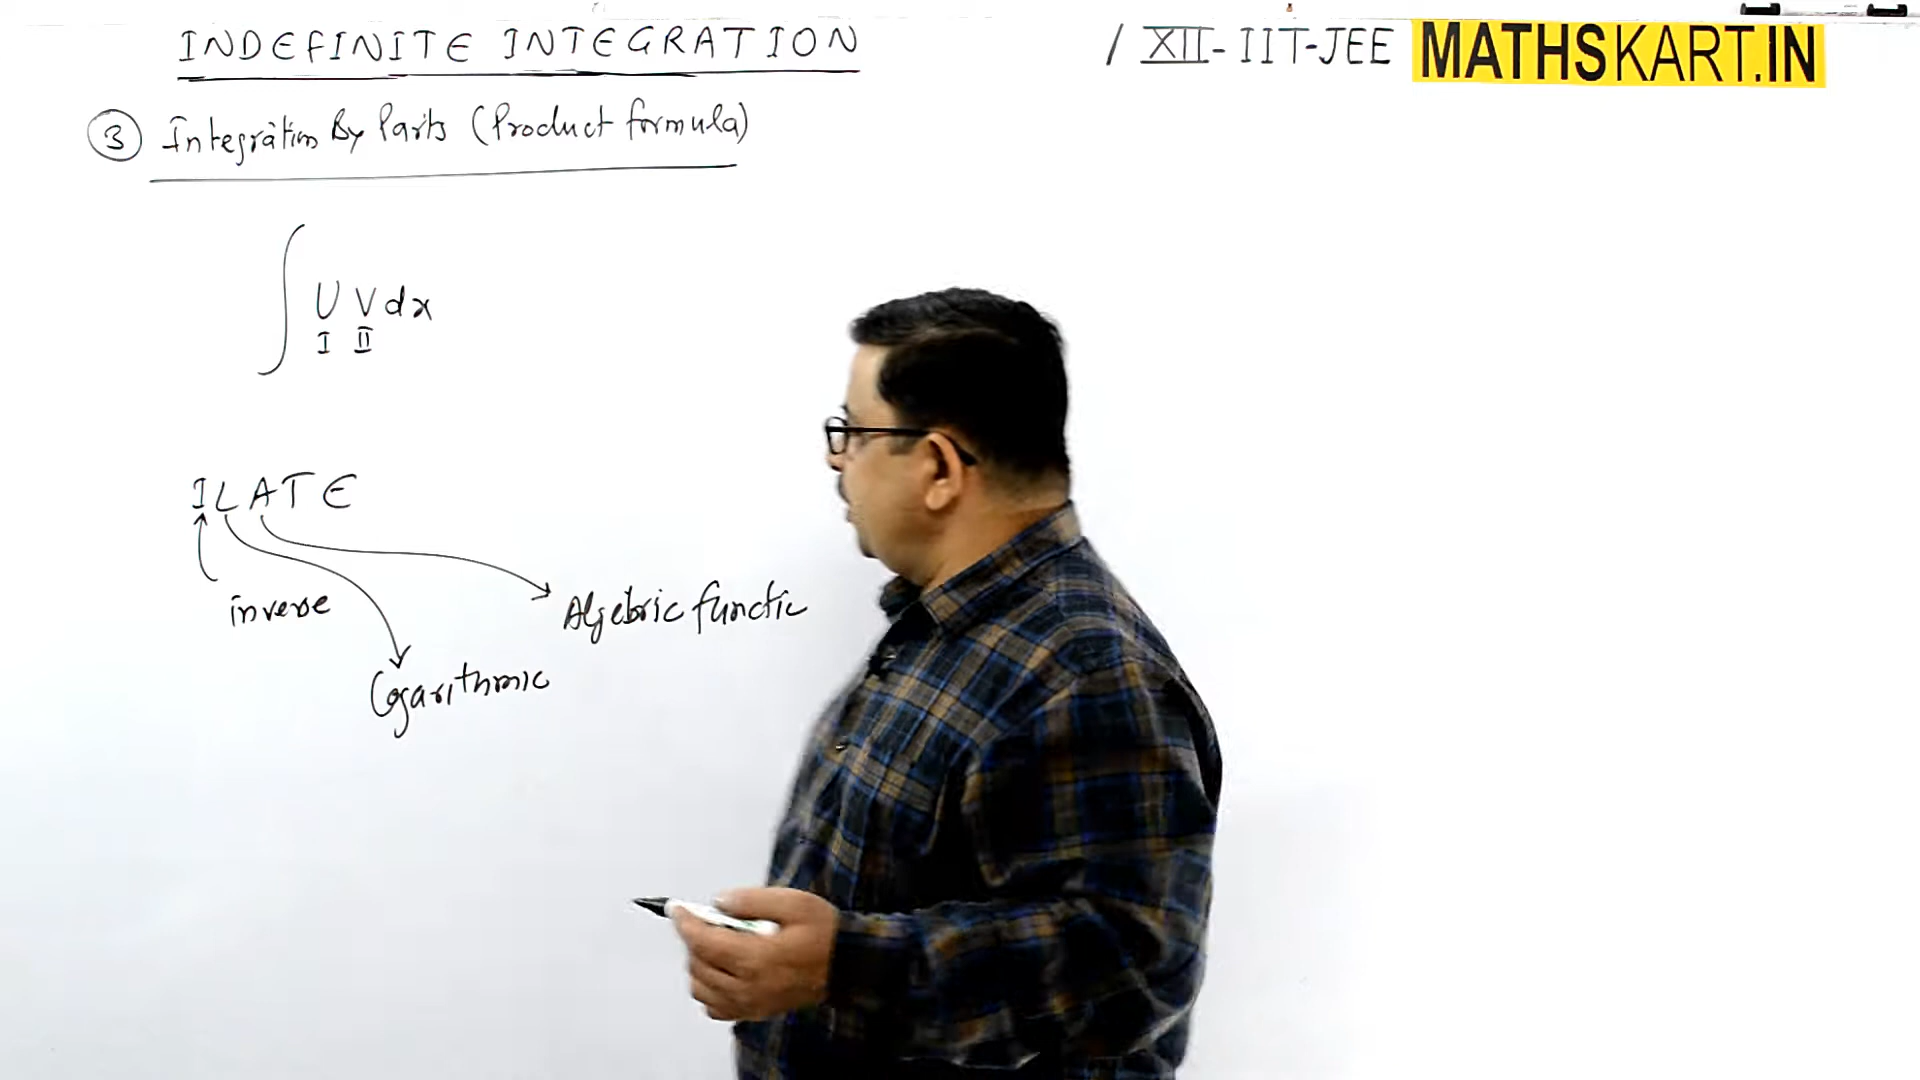 INDEFINITE INTEGRATION / XII-IIT-JEE MATHSKART.IN
3 Integration By Parts (Product formula)
∫ U V dx
I II
ILATE
inverse
Algebric functic
Logarithmic